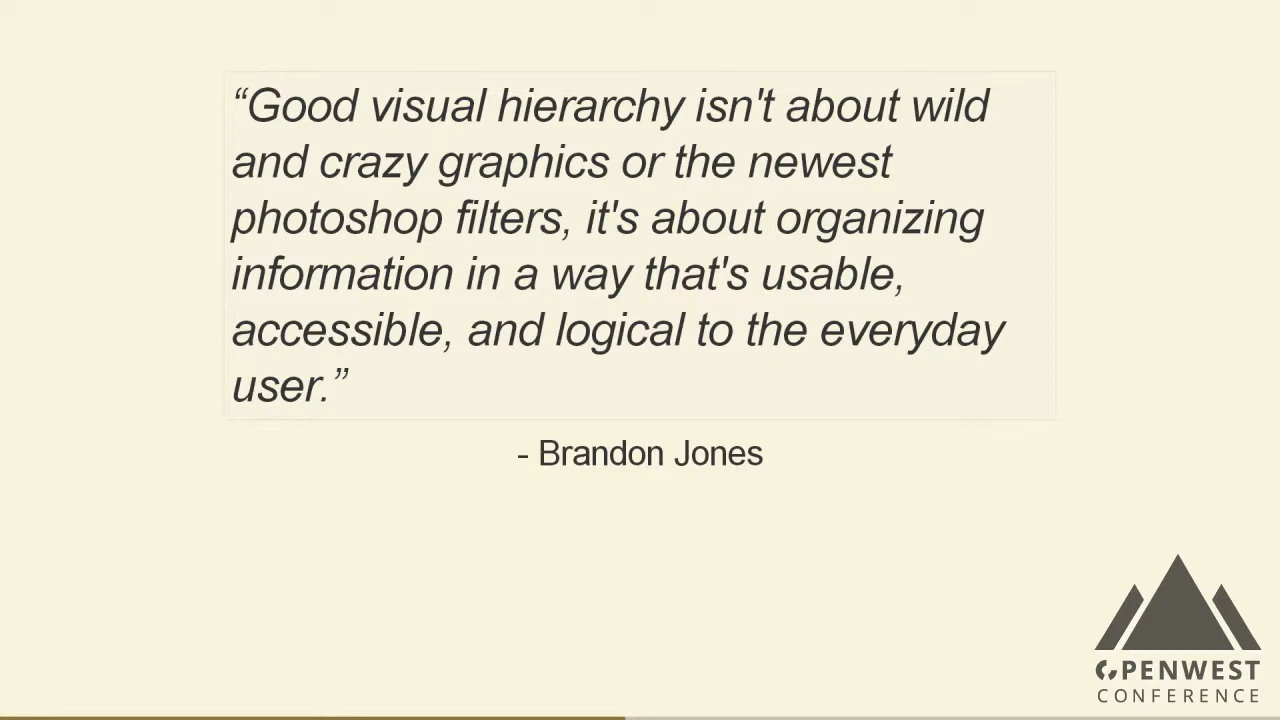 “Good visual hierarchy isn't about wild
and crazy graphics or the newest
photoshop filters, it's about organizing
information in a way that's usable,
accessible, and logical to the everyday
user.”
- Brandon Jones
OPENWEST
CONFERENCE